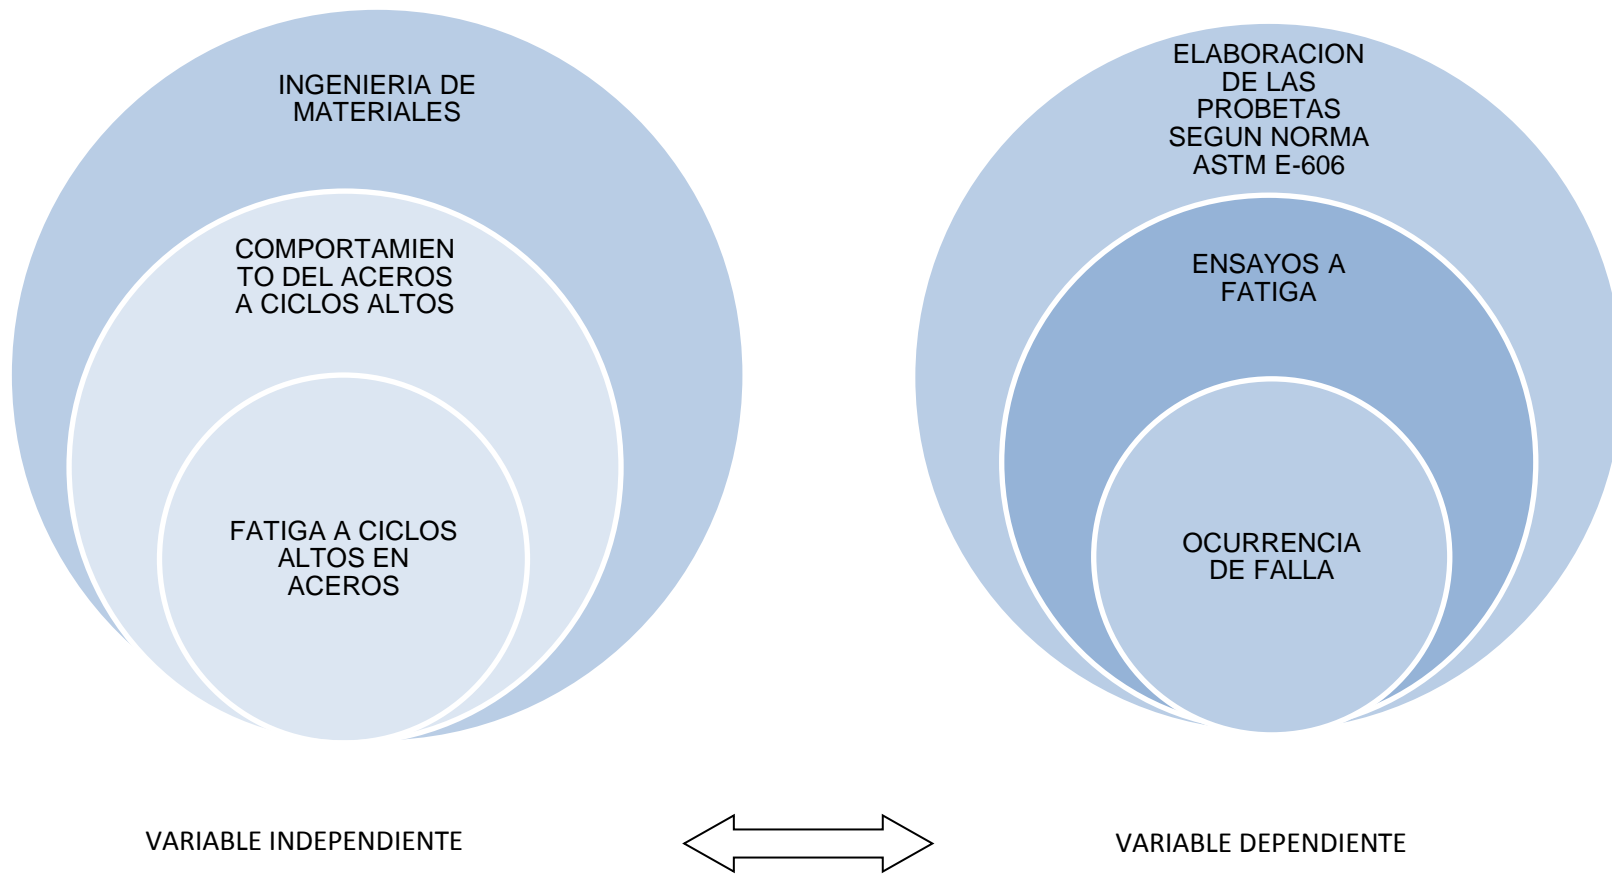 INGENIERIA DE
MATERIALES
COMPORTAMIEN
TO DEL ACEROS
A CICLOS ALTOS
FATIGA A CICLOS
ALTOS EN
ACEROS
ELABORACION
DE LAS
PROBETAS
SEGUN NORMA
ASTM E-606
ENSAYOS A
FATIGA
OCURRENCIA
DE FALLA
VARIABLE INDEPENDIENTE
VARIABLE DEPENDIENTE